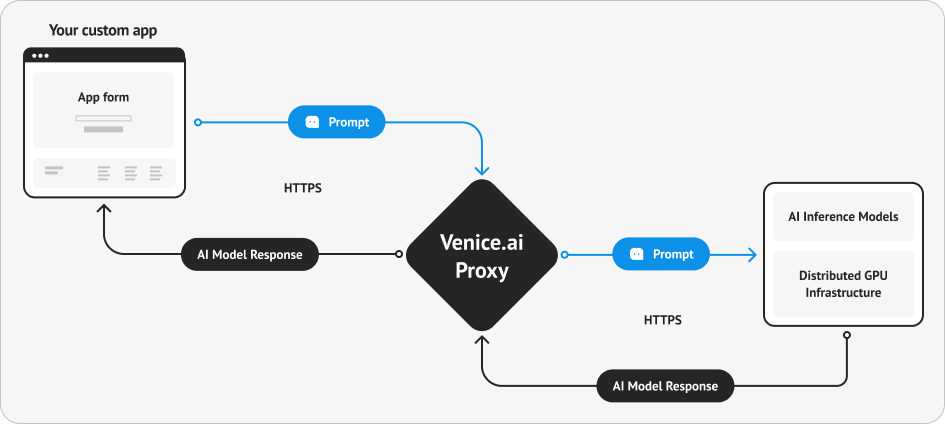 Your custom app
App form
Prompt
HTTPS
AI Model Response
Venice.ai
Proxy
Prompt
HTTPS
AI Inference Models
Distributed GPU
Infrastructure
AI Model Response